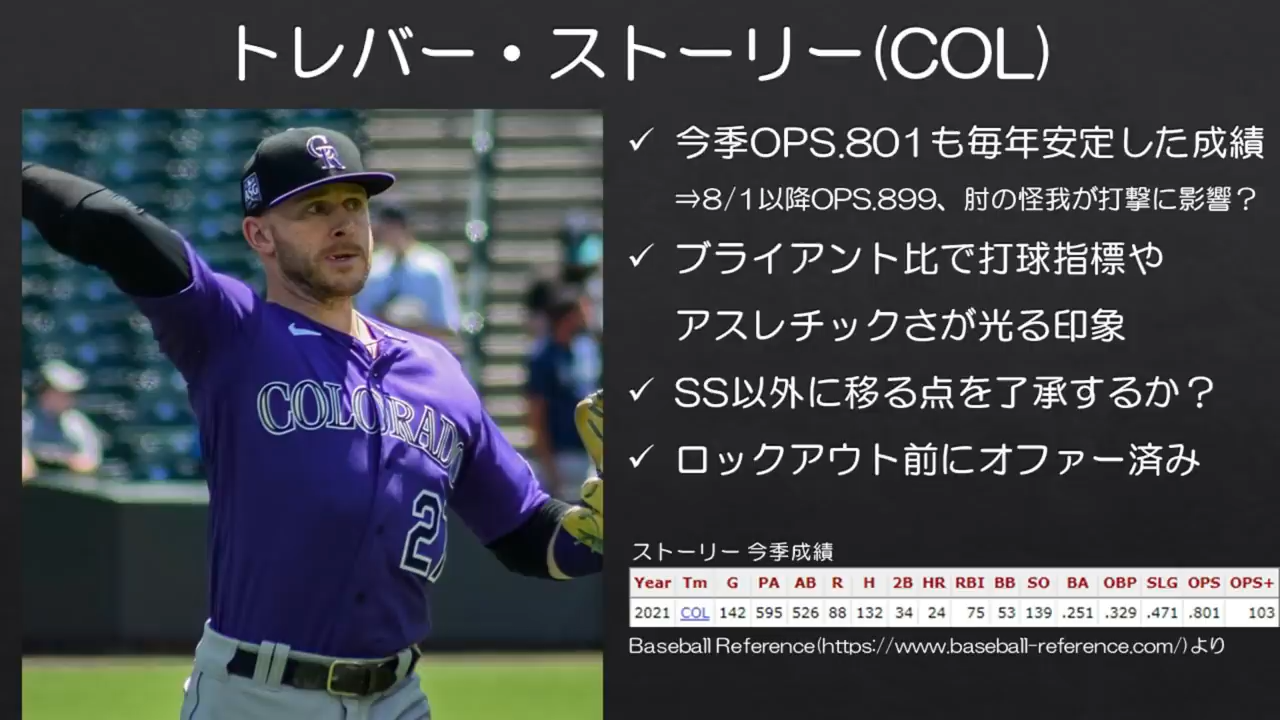 トレバー・ストーリー(COL)
✓ 今季OPS.801も毎年安定した成績
⇒8/1以降OPS.899、肘の怪我が打撃に影響？
✓ ブライアント比で打球指標や
アスレチックさが光る印象
✓ SS以外に移る点を了承するか？
✓ ロックアウト前にオファー済み
CR
ASG
COLORADO
27
ストーリー 今季成績
Year Tm G PA AB R H 2B HR RBI BB SO BA OBP SLG OPS OPS+
2021 COL 142 595 526 88 132 34 24 75 53 139 .251 .329 .471 .801 103
Baseball Reference(https://www.baseball-reference.com/)より